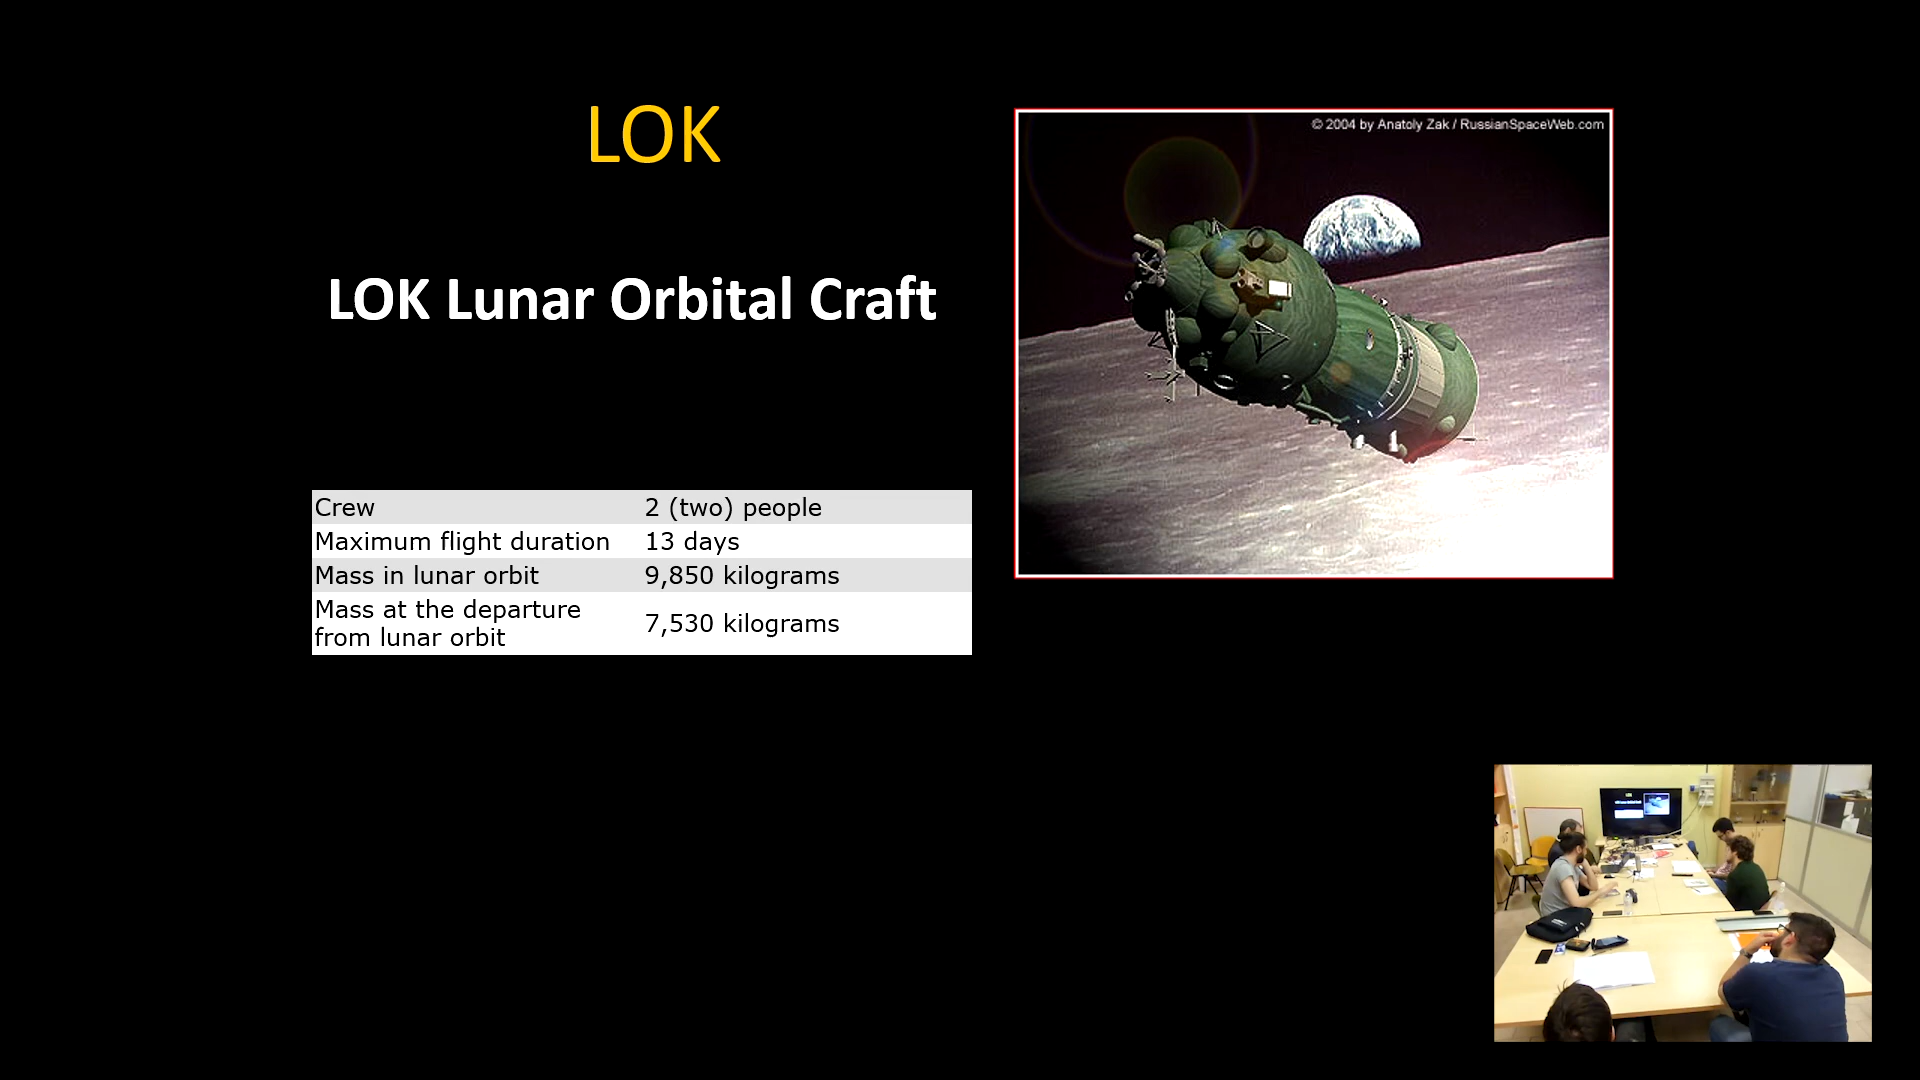 LOK
© 2004 by Anatoly Zak / RussianSpaceWeb.com
LOK Lunar Orbital Craft
Crew 2 (two) people
Maximum flight duration 13 days
Mass in lunar orbit 9,850 kilograms
Mass at the departure
from lunar orbit 7,530 kilograms